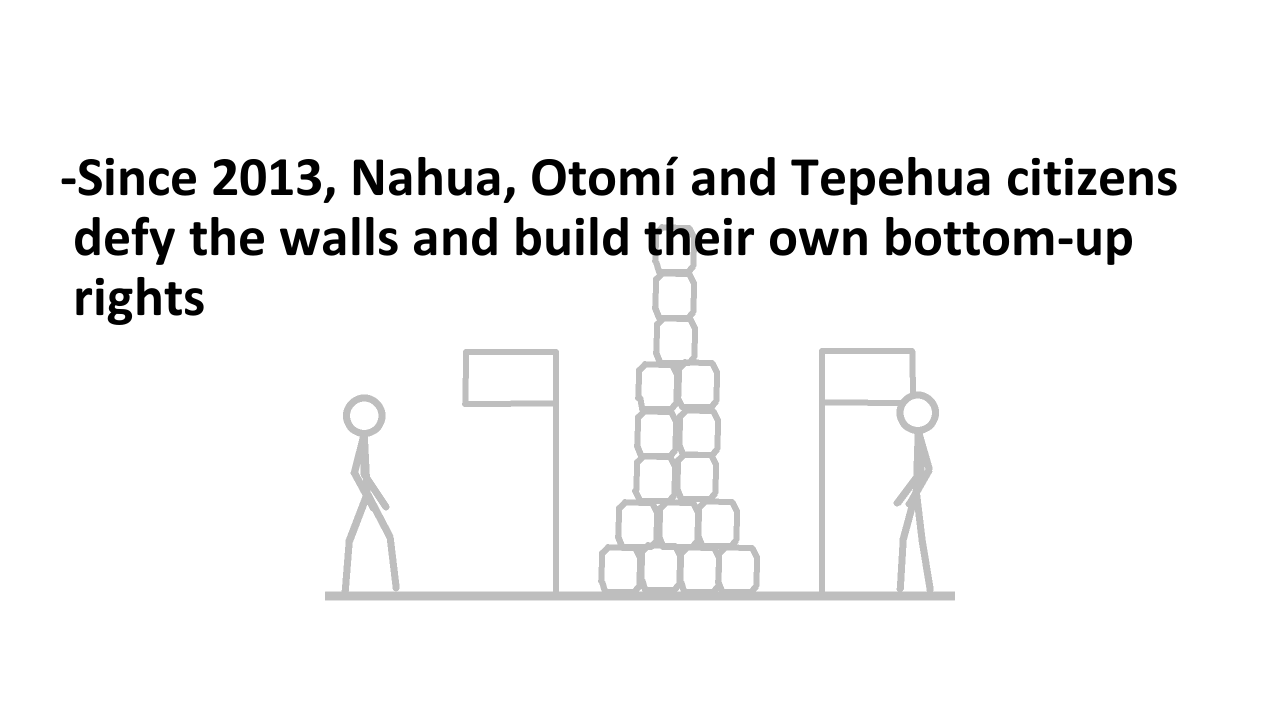 -Since 2013, Nahua, Otomí and Tepehua citizens
defy the walls and build their own bottom-up
rights